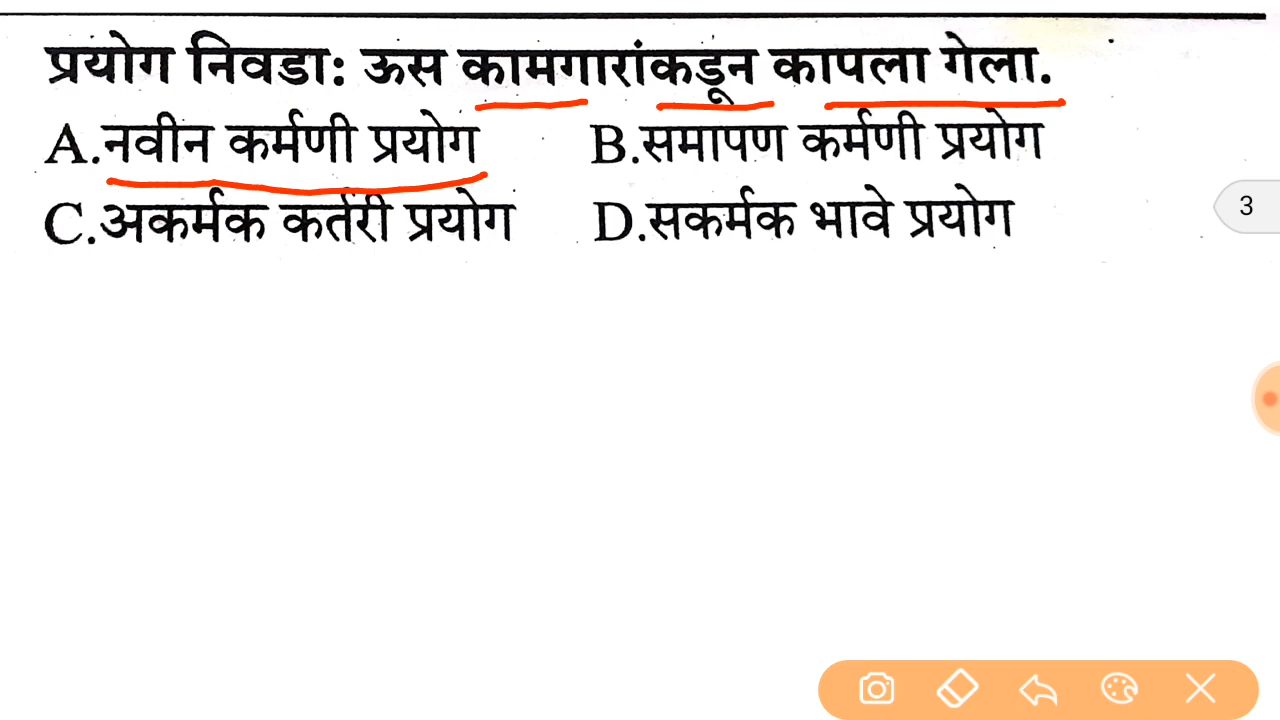 प्रयोग निवडा: ऊस कामगारांकडून कापला गेला.
A.नवीन कर्मणी प्रयोग B.समापण कर्मणी प्रयोग
C.अकर्मक कर्तरी प्रयोग D.सकर्मक भावे प्रयोग
3